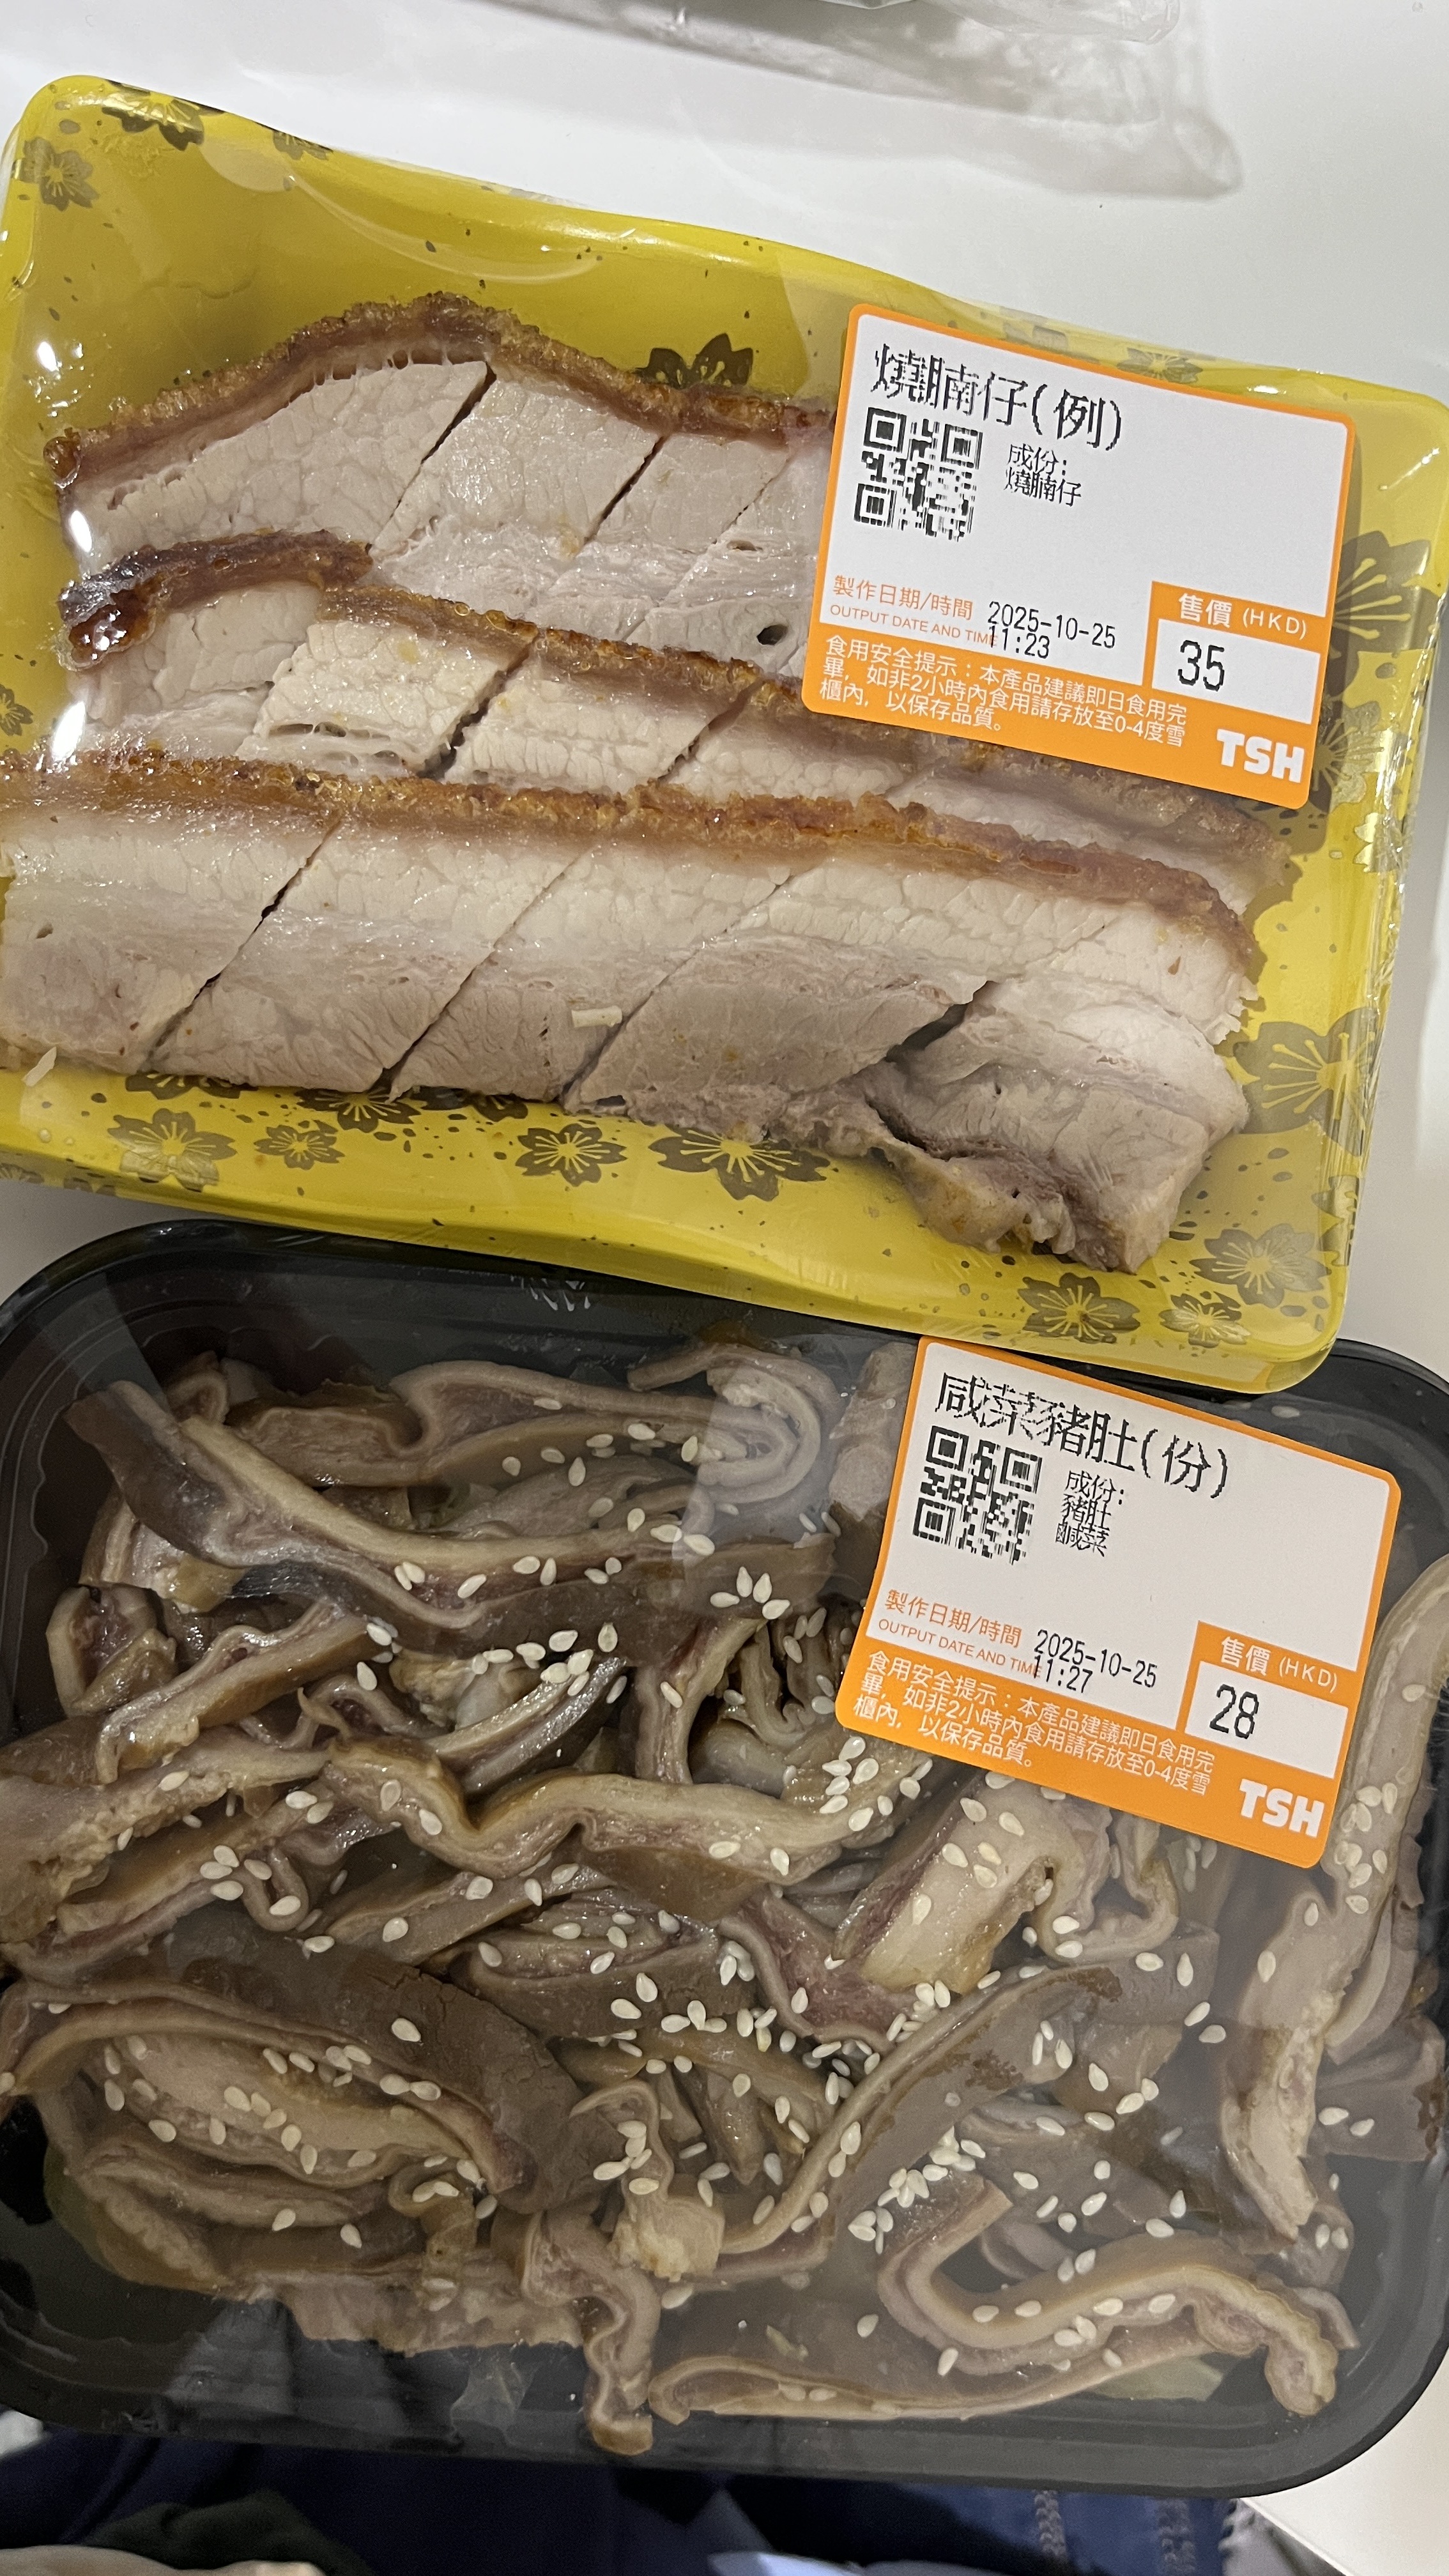 燒腩仔(例)
成份:
燒腩仔
製作日期/時間
OUTPUT DATE AND TIME
2025-10-25
11:23
售價 (HKD)
35
食用安全提示：本產品建議即日食用完
畢，如非2小時內食用請存放至0-4度雪
櫃內，以保存品質。
TSH
咸菜豬肚(份)
成份:
豬肚
鹹菜
製作日期/時間
OUTPUT DATE AND TIME
2025-10-25
11:27
售價 (HKD)
28
食用安全提示：本產品建議即日食用完
畢，如非2小時內食用請存放至0-4度雪
櫃內，以保存品質。
TSH